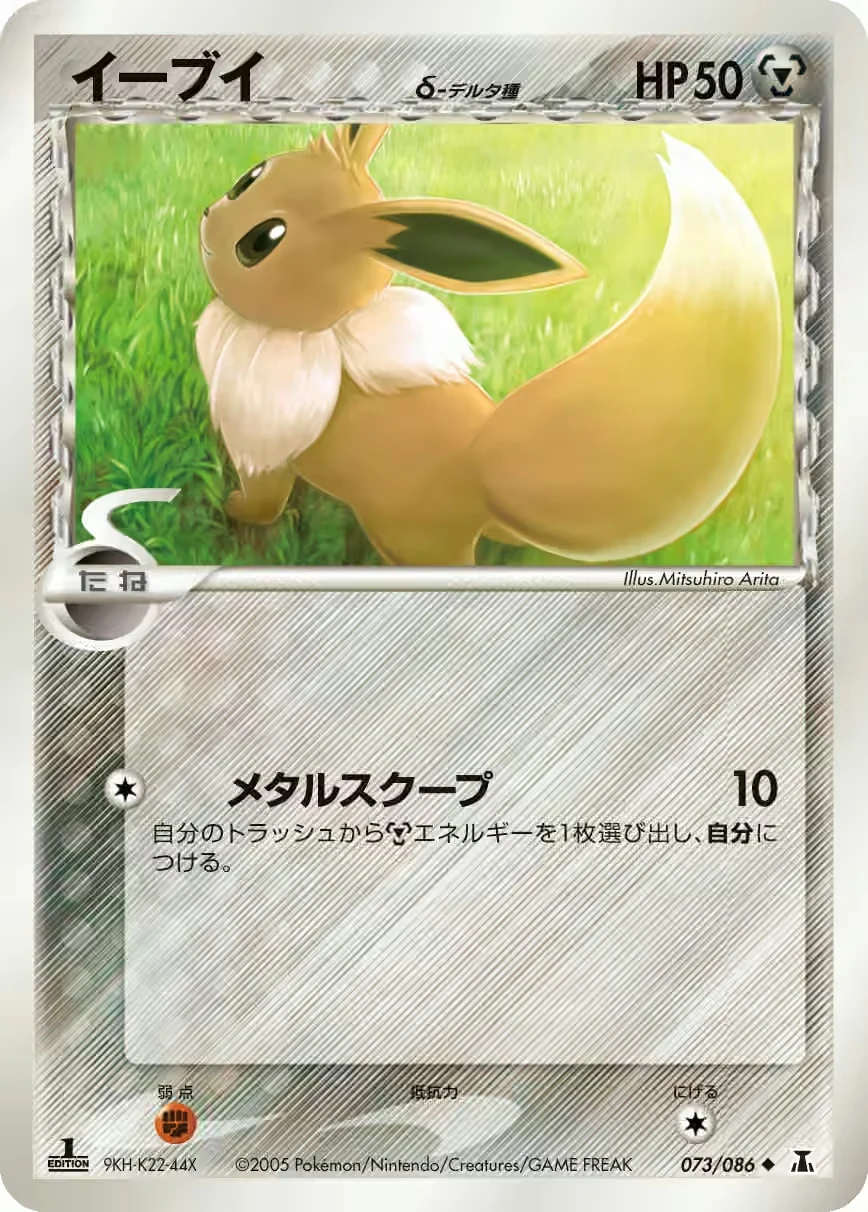 イーブイ δ-デルタ種 HP50
たね
Illus.Mitsuhiro Arita
メタルスクープ 10
自分のトラッシュからエネルギーを1枚選び出し、自分に
つける。
弱点 抵抗力 にげる
1 EDITION 9KH-K22-44X ©2005 Pokémon/Nintendo/Creatures/GAME FREAK 073/086 ◆